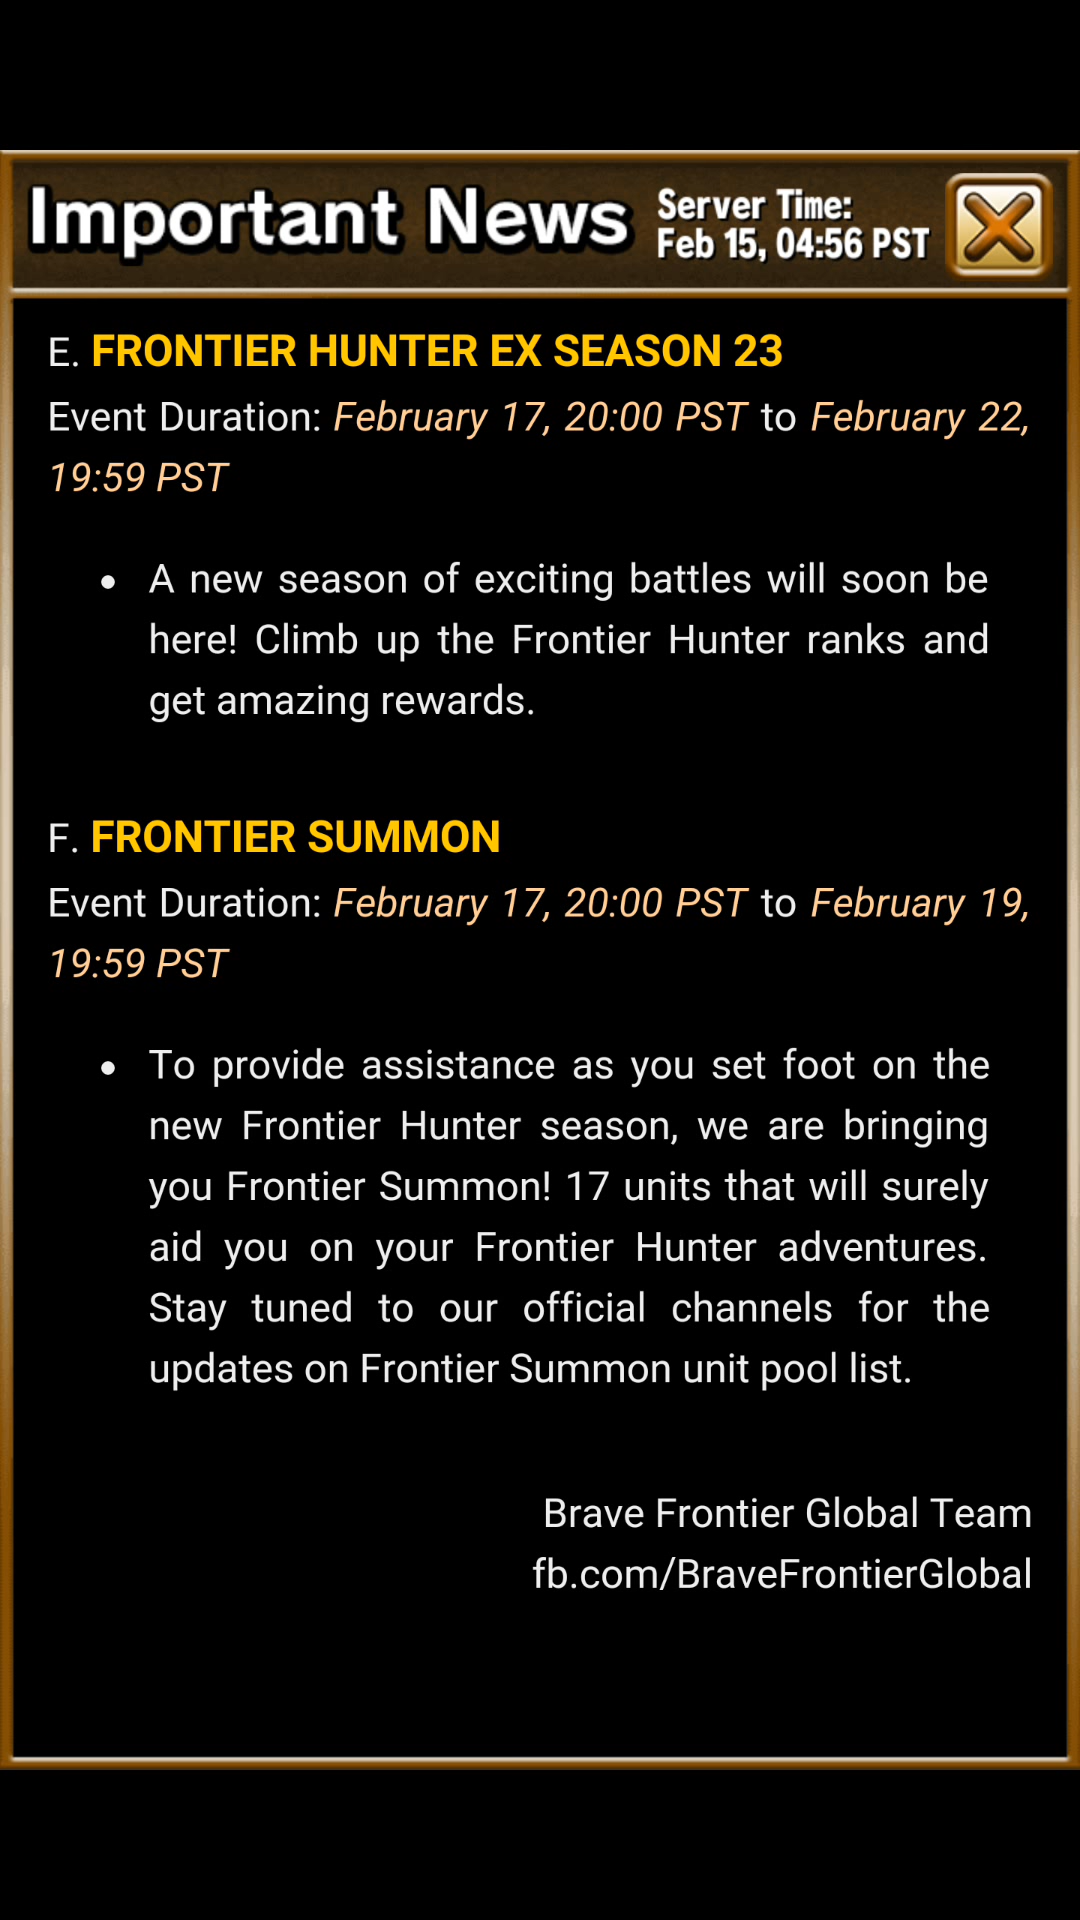 Important News
Server Time:
Feb 15, 04:56 PST
E. FRONTIER HUNTER EX SEASON 23
Event Duration: February 17, 20:00 PST to February 22,
19:59 PST
• A new season of exciting battles will soon be
here! Climb up the Frontier Hunter ranks and
get amazing rewards.
F. FRONTIER SUMMON
Event Duration: February 17, 20:00 PST to February 19,
19:59 PST
• To provide assistance as you set foot on the
new Frontier Hunter season, we are bringing
you Frontier Summon! 17 units that will surely
aid you on your Frontier Hunter adventures.
Stay tuned to our official channels for the
updates on Frontier Summon unit pool list.
Brave Frontier Global Team
fb.com/BraveFrontierGlobal